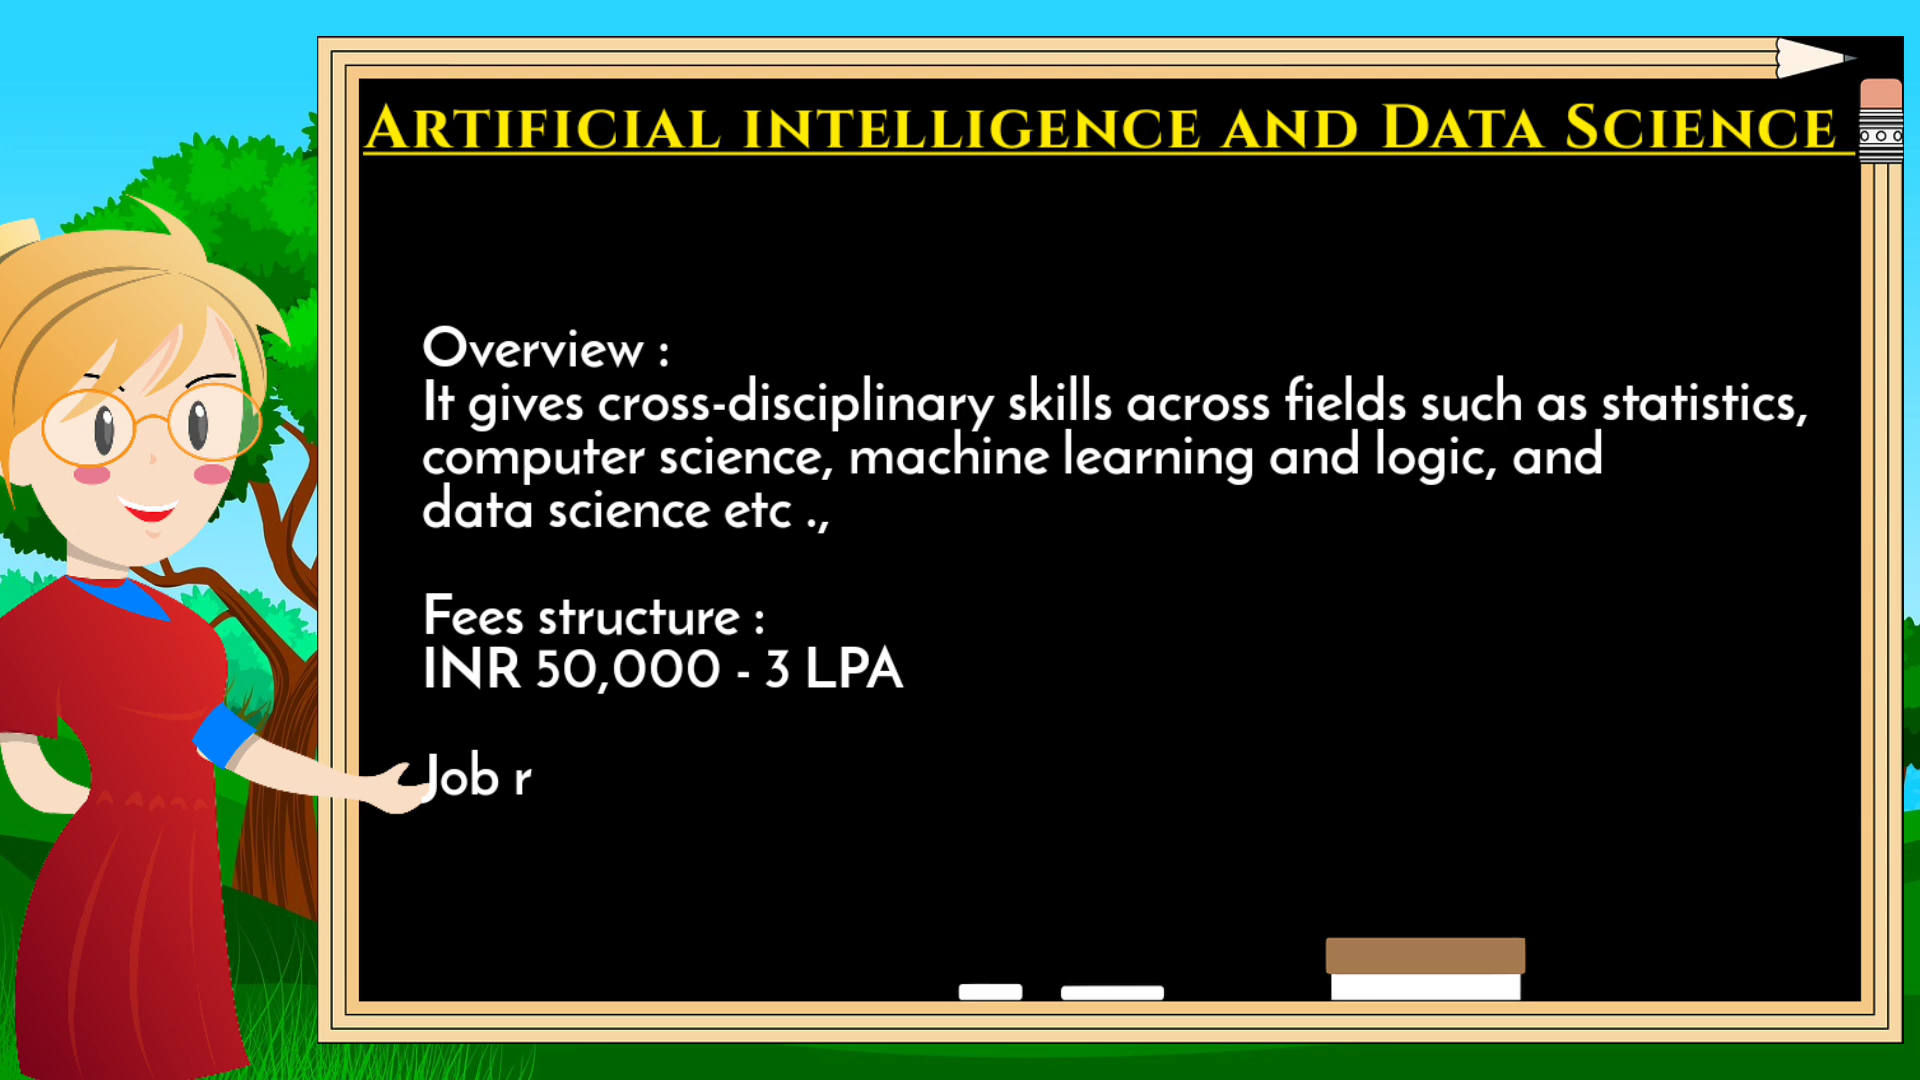 Artificial intelligence and Data Science
Overview :
It gives cross-disciplinary skills across fields such as statistics,
computer science, machine learning and logic, and
data science etc .,
Fees structure :
INR 50,000 - 3 LPA
Job r